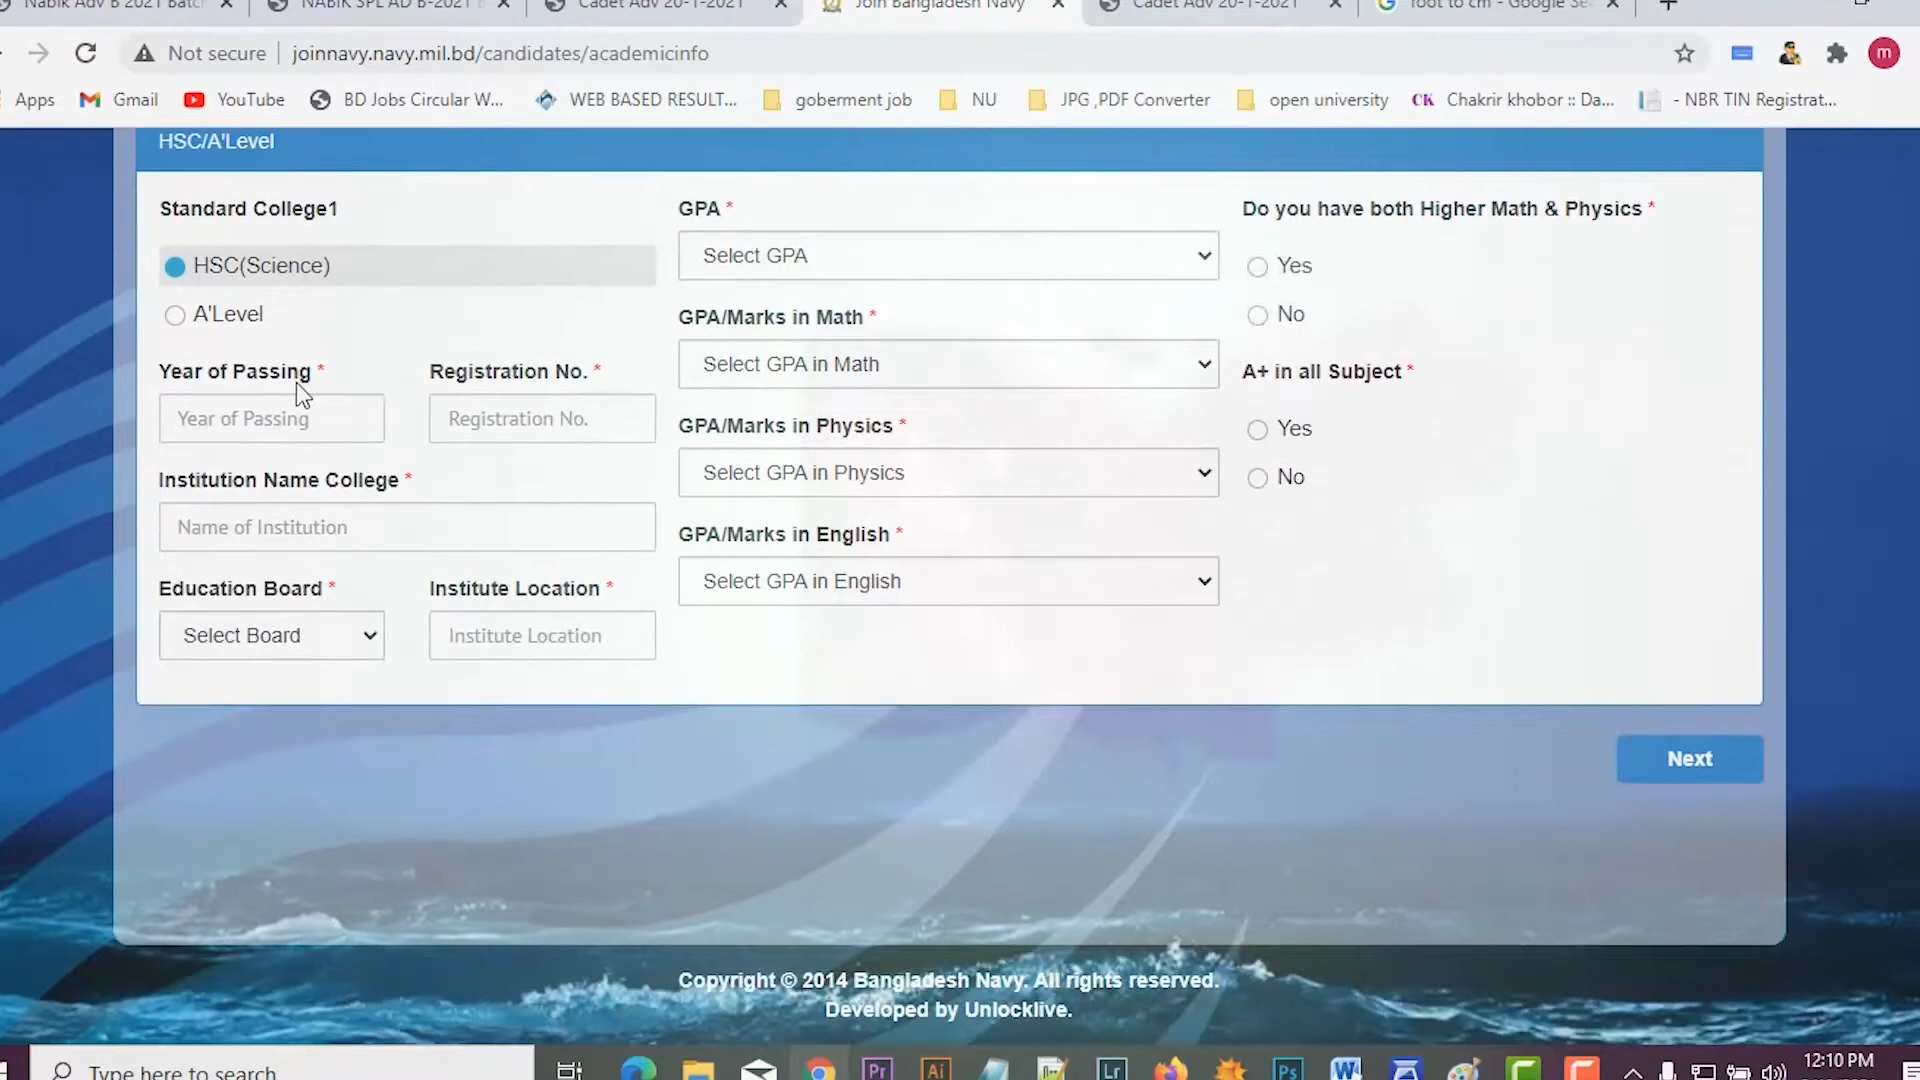 Nabik Adv B 2021 Batch
NABIK SPL AD B-2021 B
Cadet Adv 20-1-2021
Join Bangladesh Navy
Cadet Adv 20-1-2021
foot to cm - Google Se
Not secure
joinnavy.navy.mil.bd/candidates/academicinfo
m
Apps
Gmail
YouTube
BD Jobs Circular W...
WEB BASED RESULT...
goberment job
NU
JPG ,PDF Converter
open university
CK Chakrir khobor :: Da...
- NBR TIN Registrat...
HSC/A'Level
Standard College1
HSC(Science)
A'Level
Year of Passing *
Registration No. *
Year of Passing
Registration No.
Institution Name College *
Name of Institution
Education Board *
Institute Location *
Select Board
Institute Location
GPA *
Select GPA
GPA/Marks in Math *
Select GPA in Math
GPA/Marks in Physics *
Select GPA in Physics
GPA/Marks in English *
Select GPA in English
Do you have both Higher Math & Physics *
Yes
No
A+ in all Subject *
Yes
No
Next
Copyright © 2014 Bangladesh Navy. All rights reserved.
Developed by Unlocklive.
Type here to search
Pr
Ai
Lr
Ps
W
12:10 PM